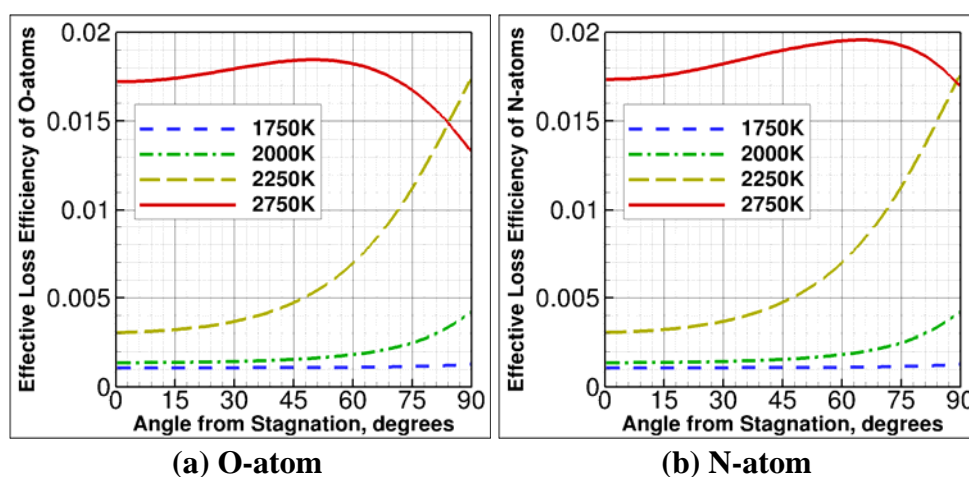 Effective Loss Efficiency of O-atoms
0.02
0.015
0.01
0.005
0
1750K
2000K
2250K
2750K
0 15 30 45 60 75 90
Angle from Stagnation, degrees
(a) O-atom
Effective Loss Efficiency of N-atoms
0.02
0.015
0.01
0.005
0
1750K
2000K
2250K
2750K
0 15 30 45 60 75 90
Angle from Stagnation, degrees
(b) N-atom